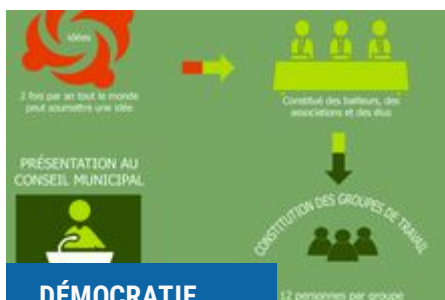 idées
2 fois par an tout le monde
peut soumettre une idée
Constitué des bailleurs, des
associations et des élus
PRÉSENTATION AU
CONSEIL MUNICIPAL
CONSTITUTION DES GROUPES DE TRAVAIL
12 personnes par groupe
DÉMOCRATIE